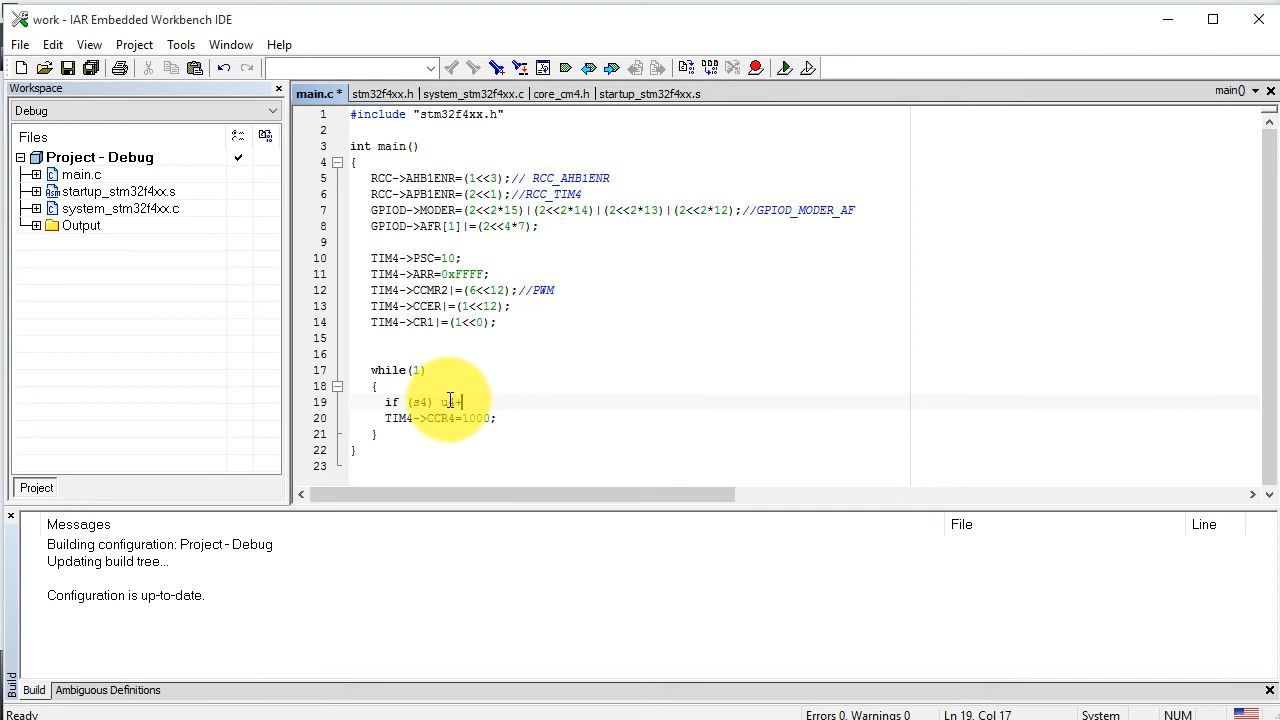 work - IAR Embedded Workbench IDE
File Edit View Project Tools Window Help
Workspace
main.c * stm32f4xx.h system_stm32f4xx.c core_cm4.h startup_stm32f4xx.s main()
Debug
Files
Project - Debug
main.c
startup_stm32f4xx.s
system_stm32f4xx.c
Output
Project
1 #include "stm32f4xx.h"
2
3 int main()
4 {
5 RCC->AHB1ENR=(1<<3);// RCC_AHB1ENR
6 RCC->APB1ENR=(2<<1);//RCC_TIM4
7 GPIOD->MODER=(2<<2*15)|(2<<2*14)|(2<<2*13)|(2<<2*12);//GPIOD_MODER_AF
8 GPIOD->AFR[1]|=(2<<4*7);
9
10 TIM4->PSC=10;
11 TIM4->ARR=0xFFFF;
12 TIM4->CCMR2|=(6<<12);//PWM
13 TIM4->CCER|=(1<<12);
14 TIM4->CR1|=(1<<0);
15
16
17 while(1)
18 {
19 if (s4)
20 TIM4->CCR4=1000;
21 }
22 }
23
Messages File Line
Building configuration: Project - Debug
Updating build tree...
Configuration is up-to-date.
Build
Build Ambiguous Definitions
Ready Errors 0, Warnings 0 Ln 19, Col 17 System NUM